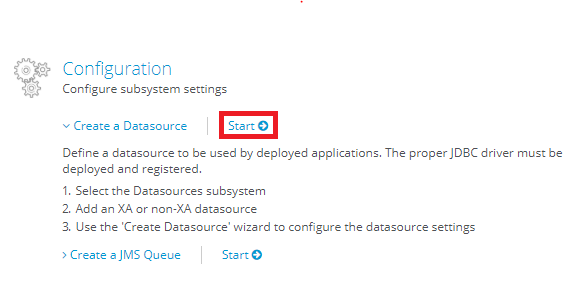 Configuration
Configure subsystem settings
Create a Datasource Start
Define a datasource to be used by deployed applications. The proper JDBC driver must be
deployed and registered.
1. Select the Datasources subsystem
2. Add an XA or non-XA datasource
3. Use the 'Create Datasource' wizard to configure the datasource settings
Create a JMS Queue Start